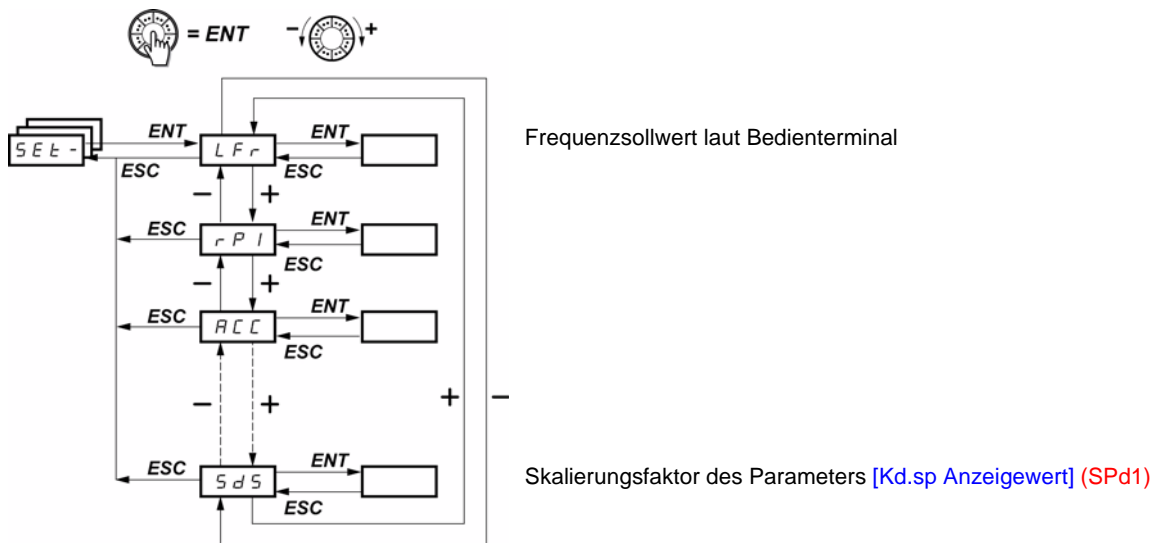 = ENT
- +
SEt -
ENT
ESC
LFr
ENT
ESC
Frequenzsollwert laut Bedienterminal
- +
ESC
rP1
ENT
ESC
- +
ESC
ACC
ENT
ESC
- +
+ -
ESC
SdS
ENT
ESC
Skalierungsfaktor des Parameters [Kd.sp Anzeigewert] (SPd1)